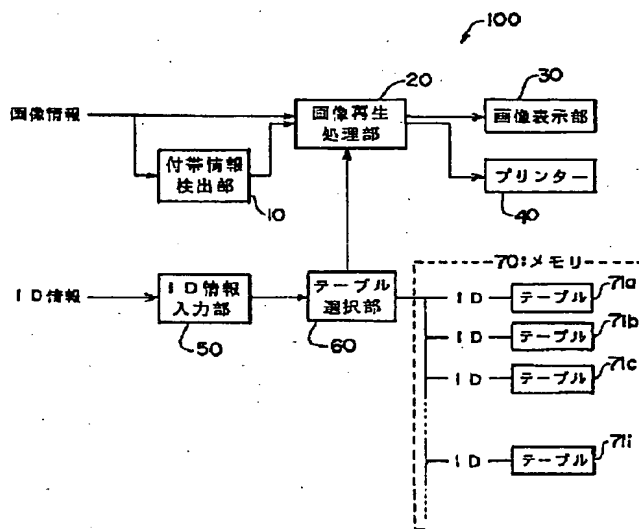 100
20
30
画像情報
画像再生
処理部
画像表示部
付帯情報
検出部
10
プリンター
40
70:メモリ
ID情報
ID情報
入力部
50
テーブル
選択部
60
ID
テーブル
71a
ID
テーブル
71b
ID
テーブル
71c
ID
テーブル
71i